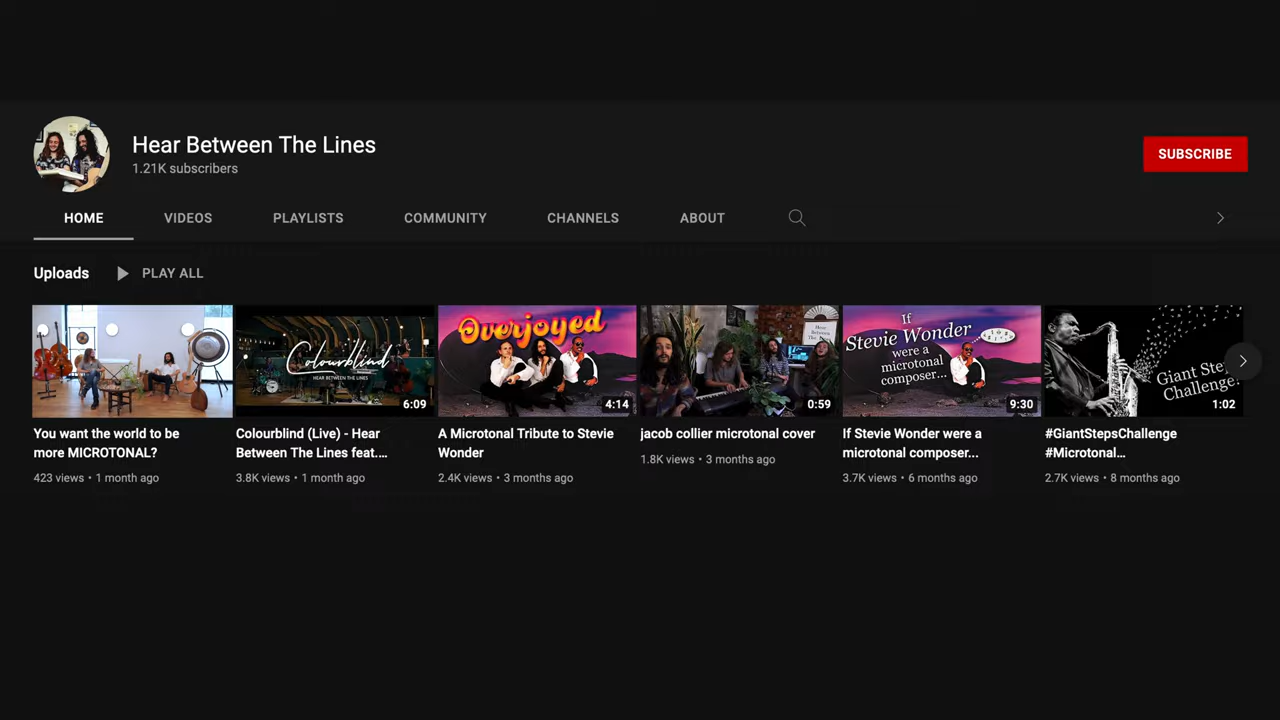 Hear Between The Lines
1.21K subscribers
SUBSCRIBE
HOME
VIDEOS
PLAYLISTS
COMMUNITY
CHANNELS
ABOUT
Uploads
PLAY ALL
Colourblind
HEAR BETWEEN THE LINES
6:09
Overjoyed
4:14
Hear
Between
0:59
If
Stevie Wonder
were a
microtonal
composer...
9:30
Giant Ste
Challenge!
1:02
You want the world to be
more MICROTONAL?
423 views • 1 month ago
Colourblind (Live) - Hear
Between The Lines feat....
3.8K views • 1 month ago
A Microtonal Tribute to Stevie
Wonder
2.4K views • 3 months ago
jacob collier microtonal cover
1.8K views • 3 months ago
If Stevie Wonder were a
microtonal composer...
3.7K views • 6 months ago
#GiantStepsChallenge
#Microtonal...
2.7K views • 8 months ago